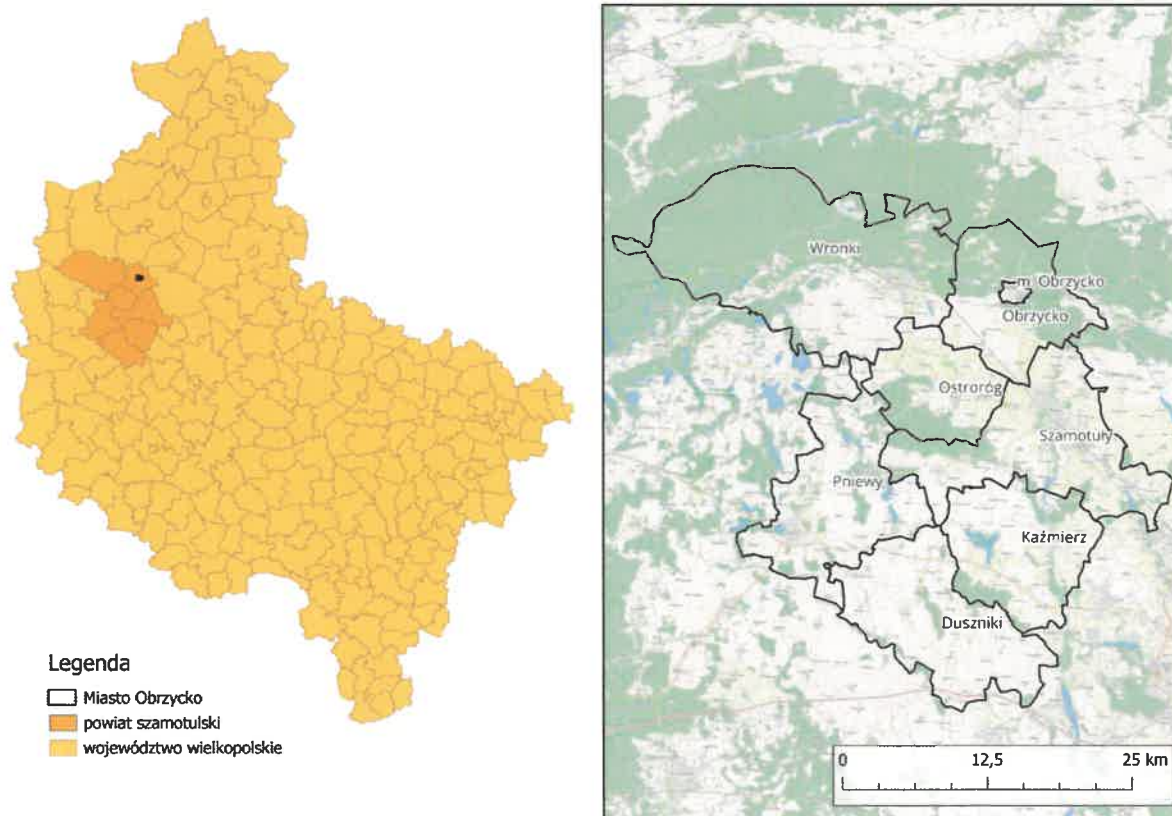 Legenda
Miasto Obrzycko
powiat szamotulski
województwo wielkopolskie
Wronki
m. Obrzycko
Obrzycko
Ostroróg
Szamotuły
Pniewy
Kaźmierz
Duszniki
0 12,5 25 km